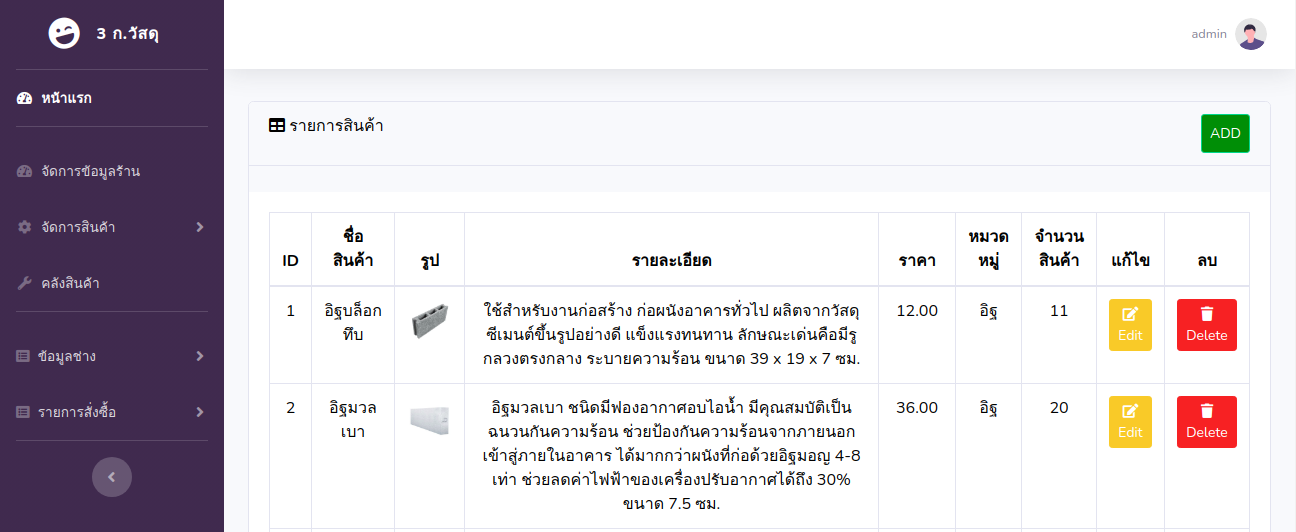 3 ก.วัสดุ
admin
หน้าแรก
รายการสินค้า
ADD
จัดการข้อมูลร้าน
จัดการสินค้า
คลังสินค้า
ข้อมูลช่าง
รายการสั่งซื้อ
ID
ชื่อ
สินค้า
รูป
รายละเอียด
ราคา
หมวด
หมู่
จำนวน
สินค้า
แก้ไข
ลบ
1
อิฐบล็อก
ทึบ
ใช้สำหรับงานก่อสร้าง ก่อผนังอาคารทั่วไป ผลิตจากวัสดุ
ซีเมนต์ขึ้นรูปอย่างดี แข็งแรงทนทาน ลักษณะเด่นคือมีรู
กลวงตรงกลาง ระบายความร้อน ขนาด 39 x 19 x 7 ซม.
12.00
อิฐ
11
Edit
Delete
2
อิฐมวล
เบา
อิฐมวลเบา ชนิดมีฟองอากาศอบไอน้ำ มีคุณสมบัติเป็น
ฉนวนกันความร้อน ช่วยป้องกันความร้อนจากภายนอก
เข้าสู่ภายในอาคาร ได้มากกว่าผนังที่ก่อด้วยอิฐมอญ 4-8
เท่า ช่วยลดค่าไฟฟ้าของเครื่องปรับอากาศได้ถึง 30%
ขนาด 7.5 ซม.
36.00
อิฐ
20
Edit
Delete